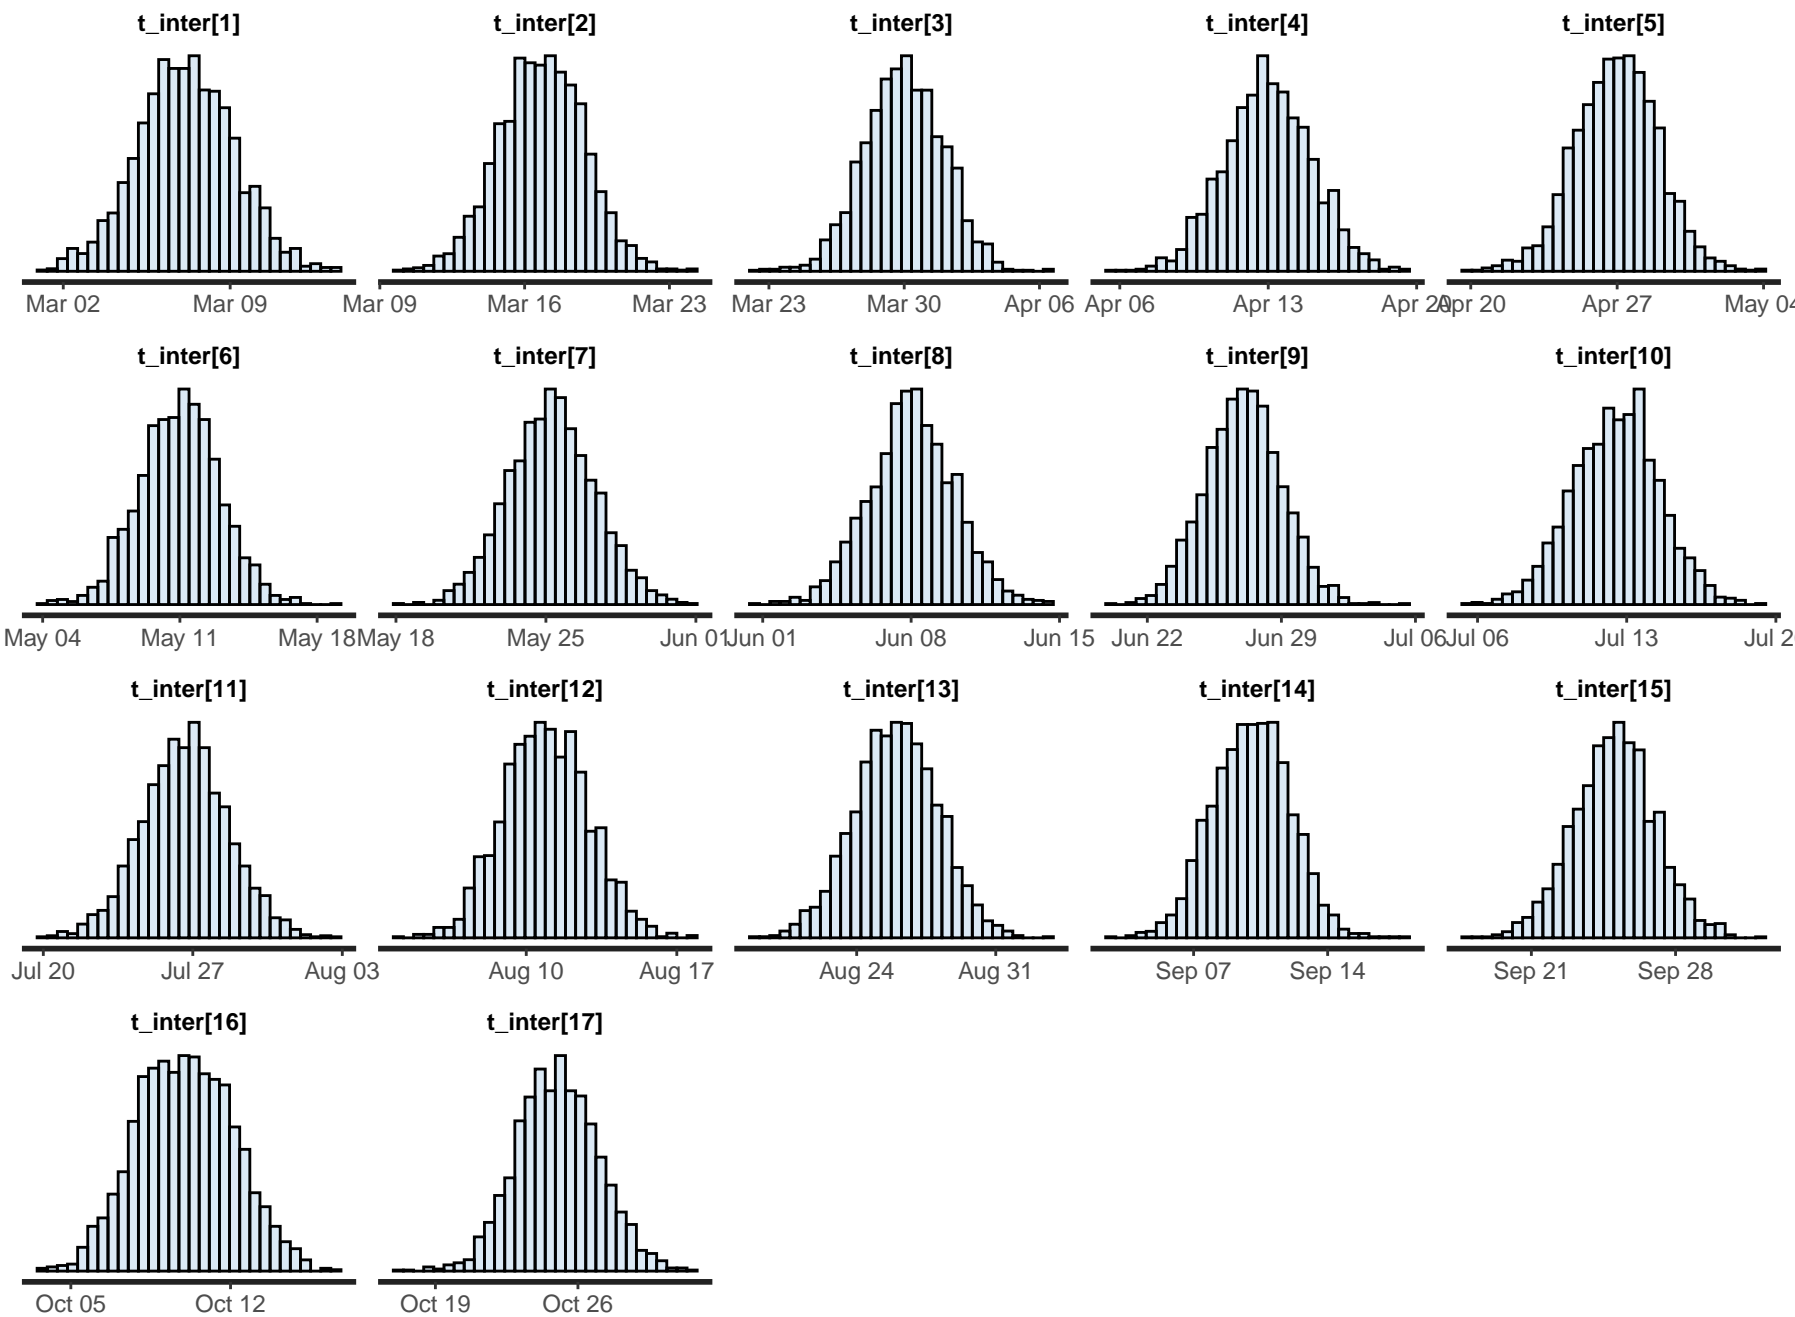 t_inter[1] t_inter[2] t_inter[3] t_inter[4] t_inter[5]
Mar 02 Mar 09 Mar 09 Mar 16 Mar 23 Mar 23 Mar 30 Apr 06 Apr 06 Apr 13 Apr 20 Apr 20 Apr 27 May 04
t_inter[6] t_inter[7] t_inter[8] t_inter[9] t_inter[10]
May 04 May 11 May 18 May 18 May 25 Jun 01 Jun 01 Jun 08 Jun 15 Jun 22 Jun 29 Jul 06 Jul 06 Jul 13 Jul 20
t_inter[11] t_inter[12] t_inter[13] t_inter[14] t_inter[15]
Jul 20 Jul 27 Aug 03 Aug 10 Aug 17 Aug 24 Aug 31 Sep 07 Sep 14 Sep 21 Sep 28
t_inter[16] t_inter[17]
Oct 05 Oct 12 Oct 19 Oct 26